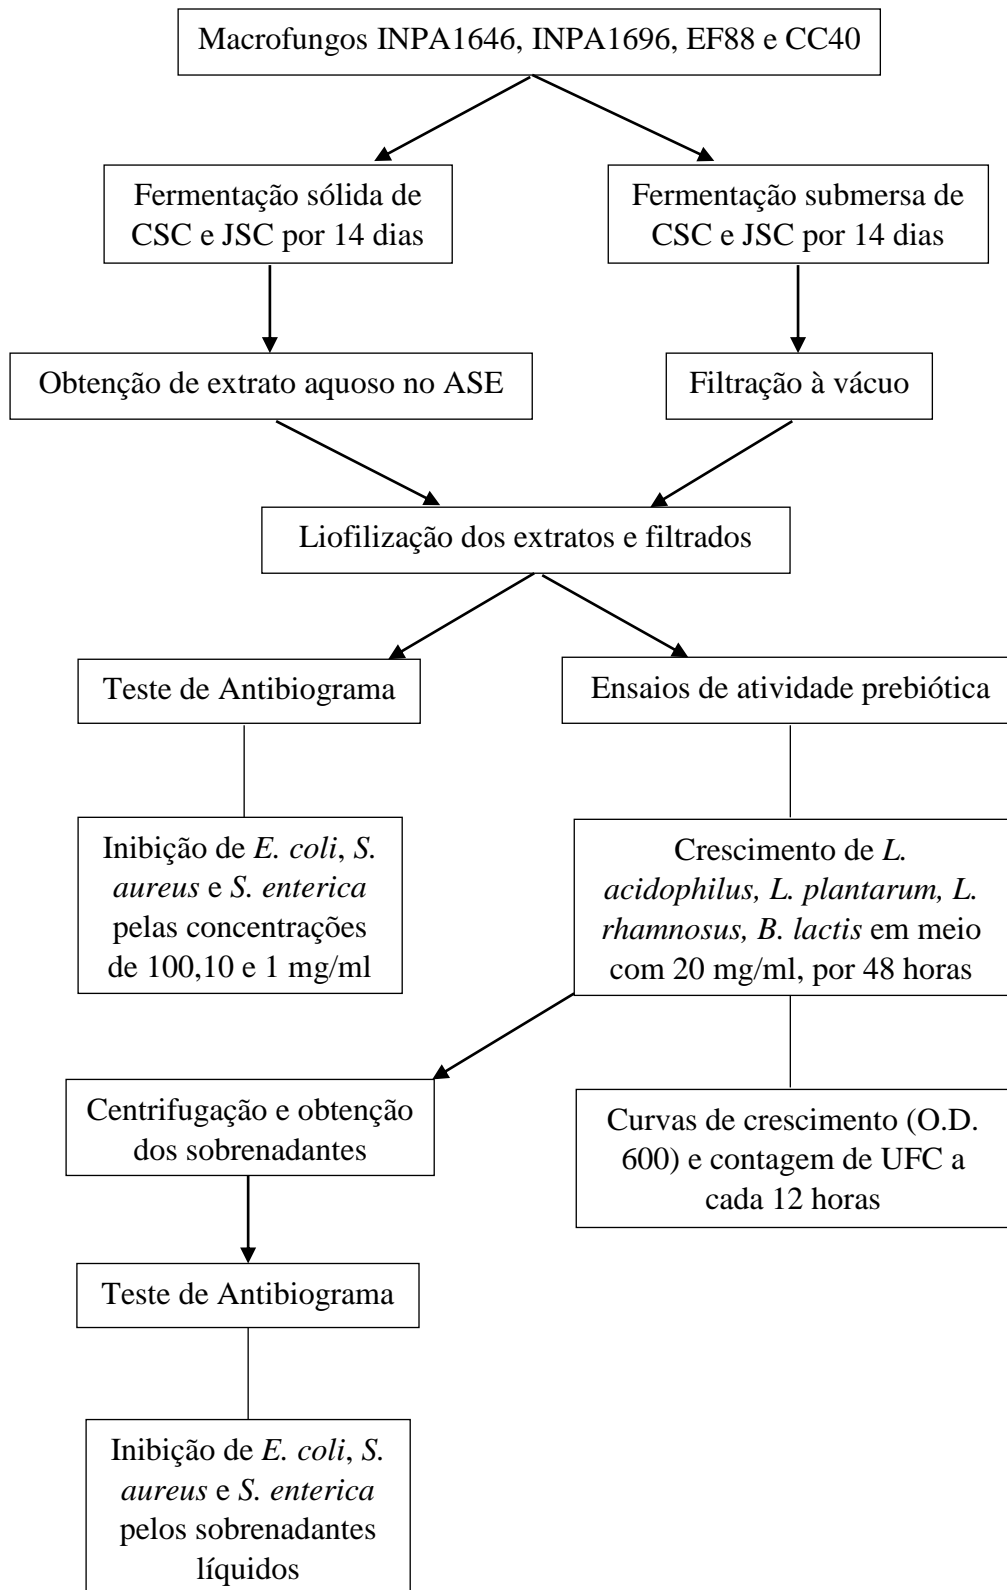 Macrofungos INPA1646, INPA1696, EF88 e CC40
Fermentação sólida de
CSC e JSC por 14 dias
Fermentação submersa de
CSC e JSC por 14 dias
Obtenção de extrato aquoso no ASE
Filtração à vácuo
Liofilização dos extratos e filtrados
Teste de Antibiograma
Ensaios de atividade prebiótica
Inibição de E. coli, S.
aureus e S. enterica
pelas concentrações
de 100,10 e 1 mg/ml
Crescimento de L.
acidophilus, L. plantarum, L.
rhamnosus, B. lactis em meio
com 20 mg/ml, por 48 horas
Centrifugação e obtenção
dos sobrenadantes
Curvas de crescimento (O.D.
600) e contagem de UFC a
cada 12 horas
Teste de Antibiograma
Inibição de E. coli, S.
aureus e S. enterica
pelos sobrenadantes
líquidos